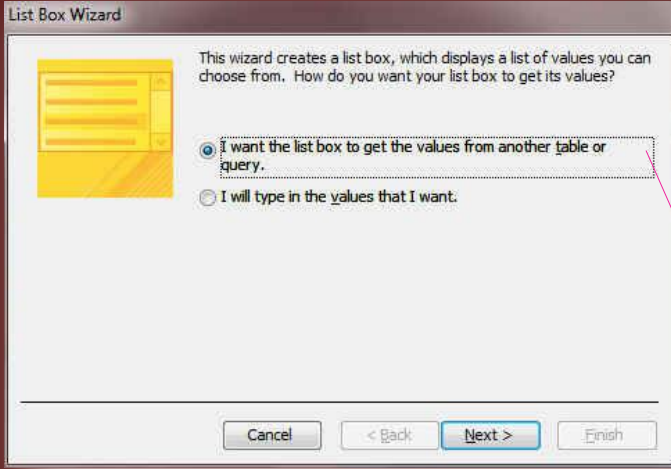 List Box Wizard
This wizard creates a list box, which displays a list of values you can
choose from. How do you want your list box to get its values?
I want the list box to get the values from another table or
query.
I will type in the values that I want.
Cancel
< Back
Next >
Finish